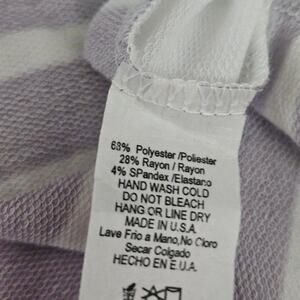 68% Polyester /Poliester
28% Rayon / Rayon
4% SPandex /Elastano
HAND WASH COLD
DO NOT BLEACH
HANG OR LINE DRY
MADE IN U.S.A.
Lave Frio a Mano,No Cloro
Secar Colgado
HECHO EN E.U.A.